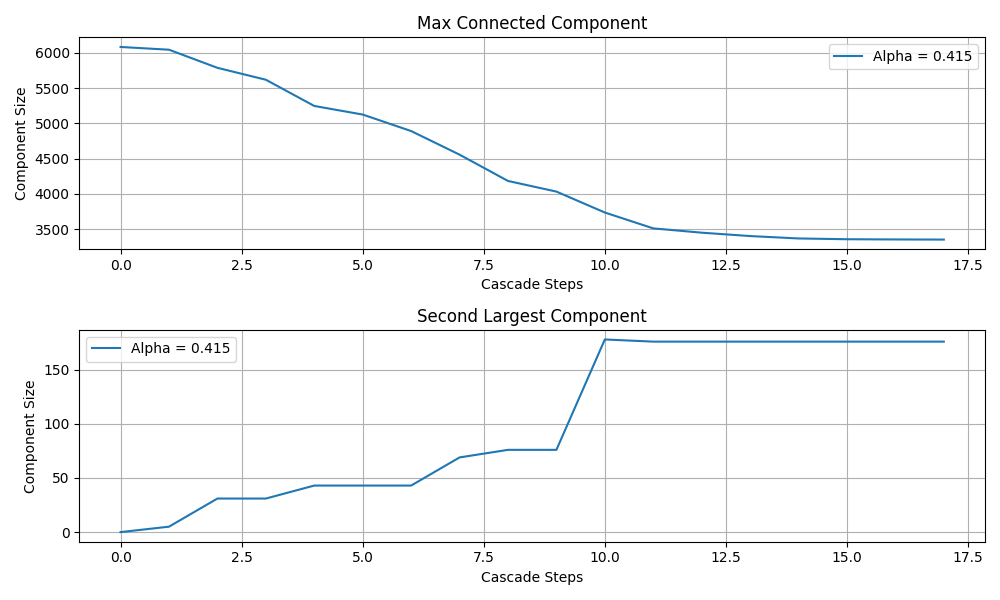 Max Connected Component
Component Size
6000
5500
5000
4500
4000
3500
Alpha = 0.415
0.0 2.5 5.0 7.5 10.0 12.5 15.0 17.5
Cascade Steps
Second Largest Component
Component Size
150
100
50
0
Alpha = 0.415
0.0 2.5 5.0 7.5 10.0 12.5 15.0 17.5
Cascade Steps